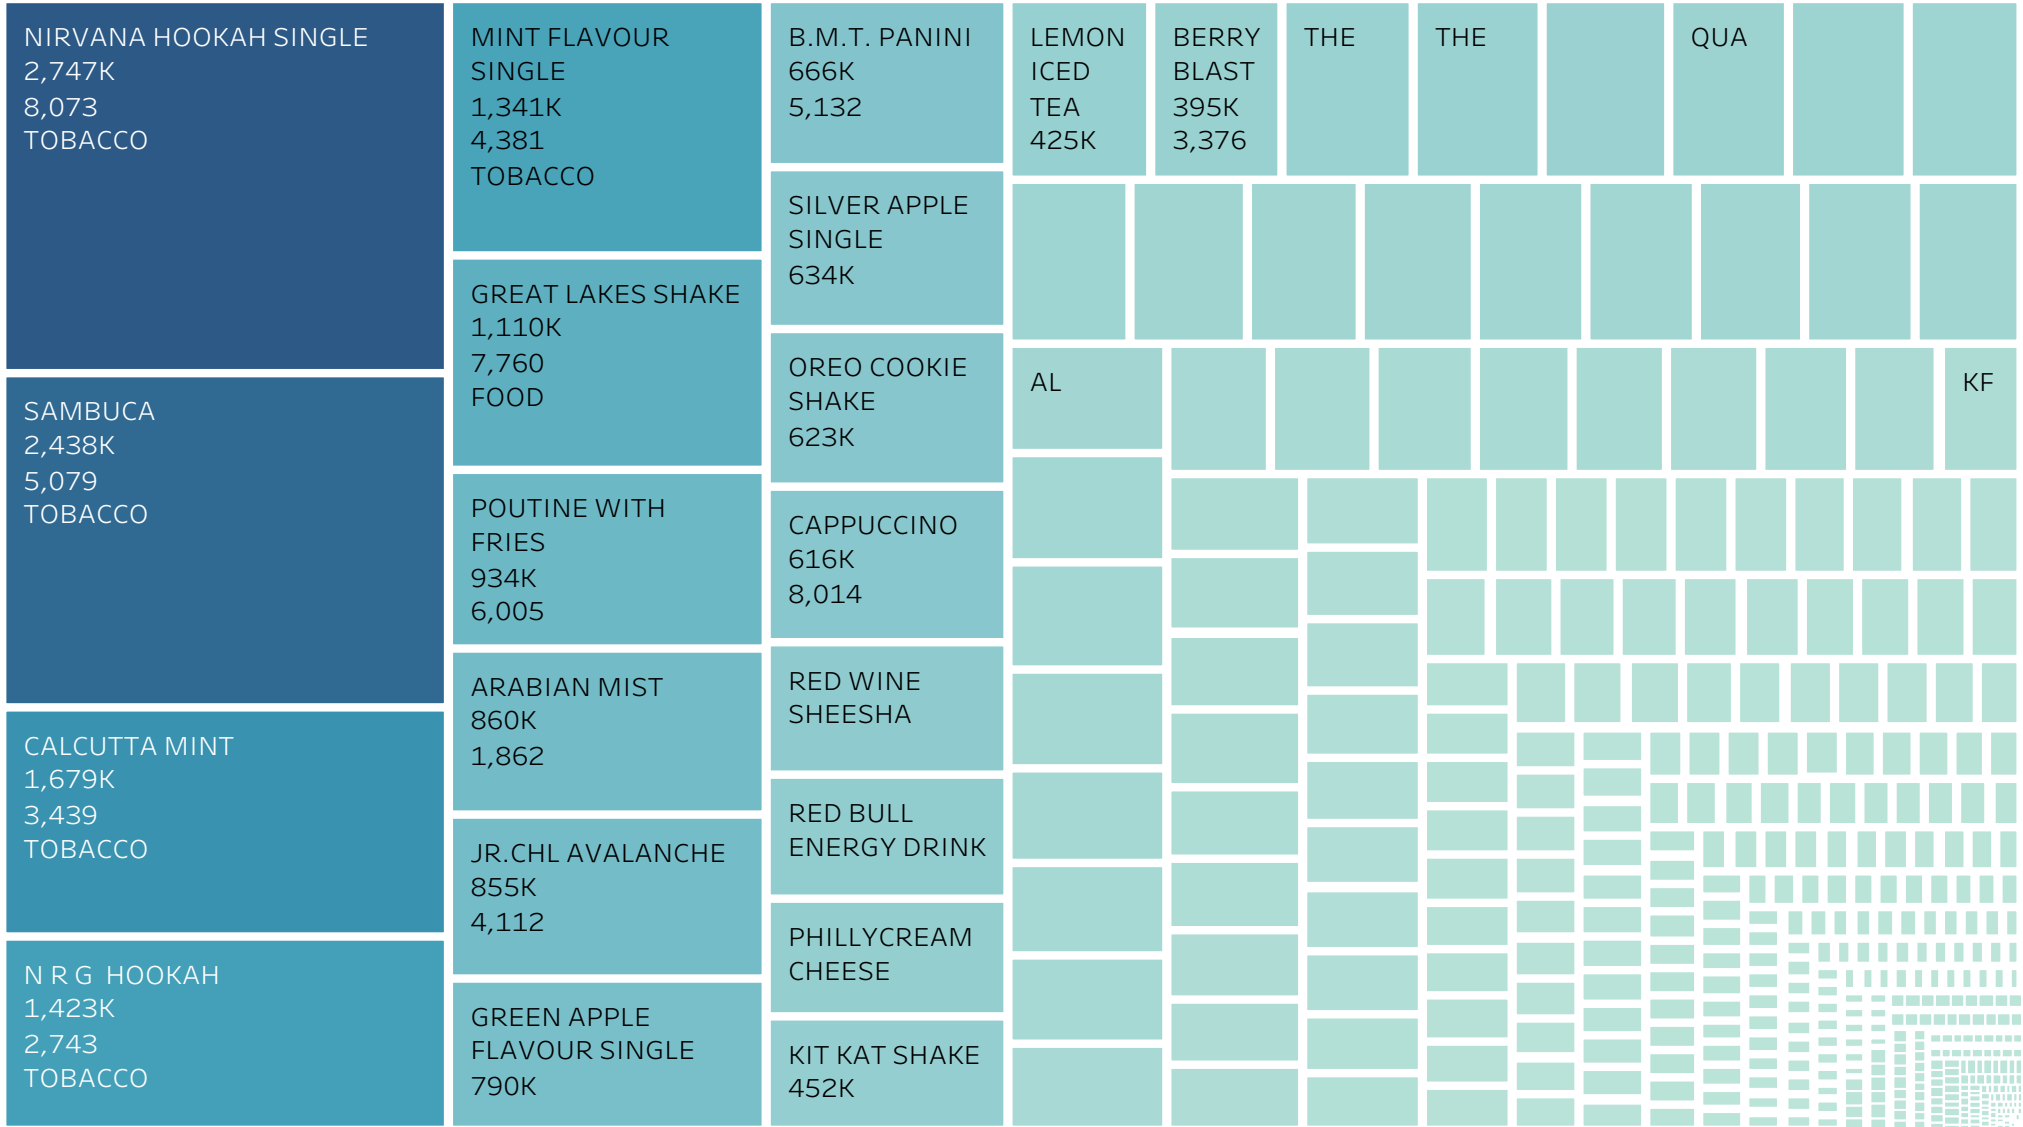 NIRVANA HOOKAH SINGLE
2,747K
8,073
TOBACCO
SAMBUCA
2,438K
5,079
TOBACCO
CALCUTTA MINT
1,679K
3,439
TOBACCO
N R G HOOKAH
1,423K
2,743
TOBACCO
MINT FLAVOUR
SINGLE
1,341K
4,381
TOBACCO
GREAT LAKES SHAKE
1,110K
7,760
FOOD
POUTINE WITH
FRIES
934K
6,005
ARABIAN MIST
860K
1,862
JR.CHL AVALANCHE
855K
4,112
GREEN APPLE
FLAVOUR SINGLE
790K
B.M.T. PANINI
666K
5,132
SILVER APPLE
SINGLE
634K
OREO COOKIE
SHAKE
623K
CAPPUCCINO
616K
8,014
RED WINE
SHEESHA
RED BULL
ENERGY DRINK
PHILLYCREAM
CHEESE
KIT KAT SHAKE
452K
LEMON
ICED
TEA
425K
BERRY
BLAST
395K
3,376
THE
THE
QUA
AL
KF